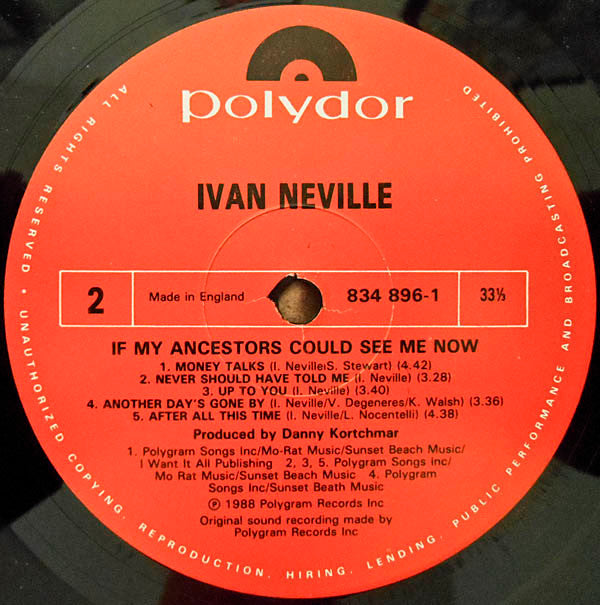 polydor
IVAN NEVILLE
2
Made in England
834 896-1
33⅓
IF MY ANCESTORS COULD SEE ME NOW
1. MONEY TALKS (I. Neville/S. Stewart) (4.42)
2. NEVER SHOULD HAVE TOLD ME (I. Neville) (3.28)
3. UP TO YOU (I. Neville) (3.40)
4. ANOTHER DAY'S GONE BY (I. Neville/V. Degeneres/K. Walsh) (3.36)
5. AFTER ALL THIS TIME (I. Neville/L. Nocentelli) (4.38)
Produced by Danny Kortchmar
1. Polygram Songs Inc/Mo-Rat Music/Sunset Beach Music/
I Want It All Publishing 2, 3, 5. Polygram Songs Inc/
Mo Rat Music/Sunset Beach Music 4. Polygram
Songs Inc/Sunset Beath Music
℗ 1988 Polygram Records Inc
Original sound recording made by
Polygram Records Inc
ALL RIGHTS RESERVED • UNAUTHORIZED COPYING, REPRODUCTION, HIRING, LENDING, PUBLIC PERFORMANCE AND BROADCASTING PROHIBITED